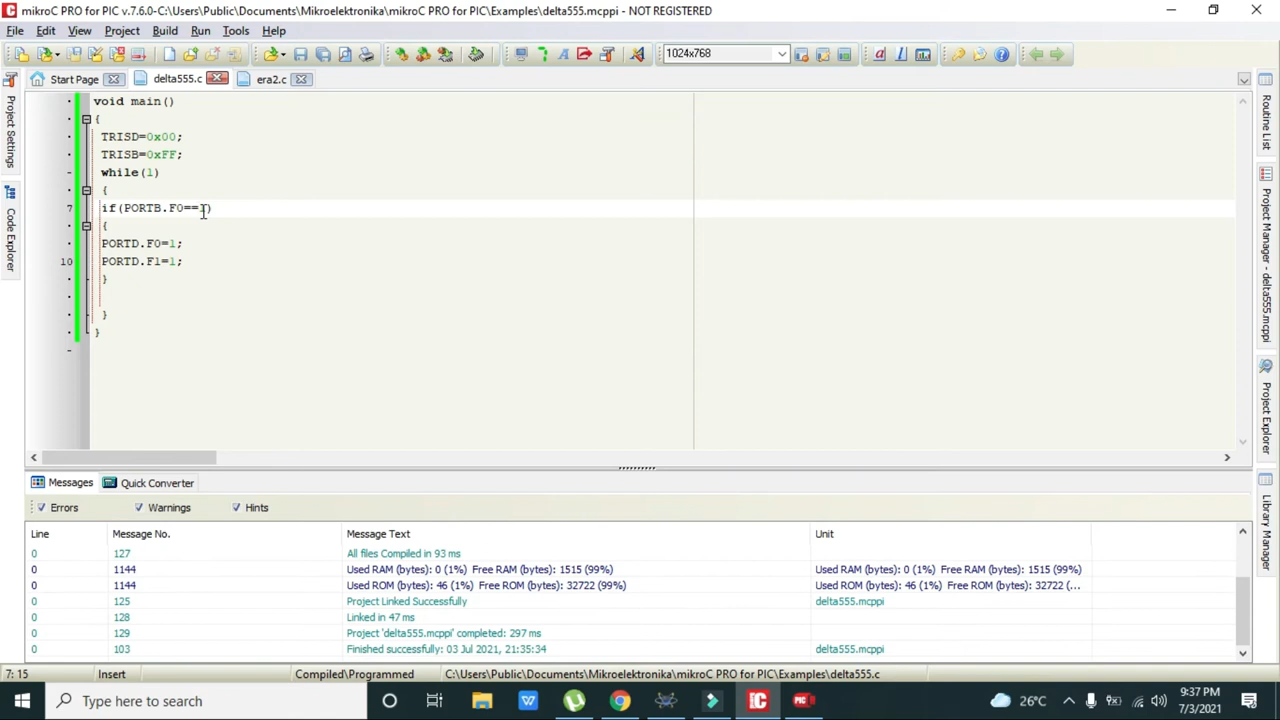 mikroC PRO for PIC v.7.6.0-C:\Users\Public\Documents\Mikroelektronika\mikroC PRO for PIC\Examples\delta555.mcppi - NOT REGISTERED
File Edit View Project Build Run Tools Help
1024x768
Start Page delta555.c era2.c
void main()
{
TRISD=0x00;
TRISB=0xFF;
while(1)
{
7 if(PORTB.F0==1)
{
PORTD.F0=1;
10 PORTD.F1=1;
}
}
}
Project Settings
Code Explorer
Routine List
Project Manager - delta555.mcppi
Project Explorer
Library Manager
Messages Quick Converter
Errors Warnings Hints
Line Message No. Message Text Unit
0 127 All files Compiled in 93 ms
0 1144 Used RAM (bytes): 0 (1%) Free RAM (bytes): 1515 (99%) Used RAM (bytes): 0 (1%) Free RAM (bytes): 1515 (99%)
0 1144 Used ROM (bytes): 46 (1%) Free ROM (bytes): 32722 (99%) Used ROM (bytes): 46 (1%) Free ROM (bytes): 32722 (...
0 125 Project Linked Successfully delta555.mcppi
0 128 Linked in 47 ms
0 129 Project 'delta555.mcppi' completed: 297 ms
0 103 Finished successfully: 03 Jul 2021, 21:35:34 delta555.mcppi
7: 15 Insert Compiled\Programmed C:\Users\Public\Documents\Mikroelektronika\mikroC PRO for PIC\Examples\delta555.c
Type here to search
26°C
9:37 PM
7/3/2021